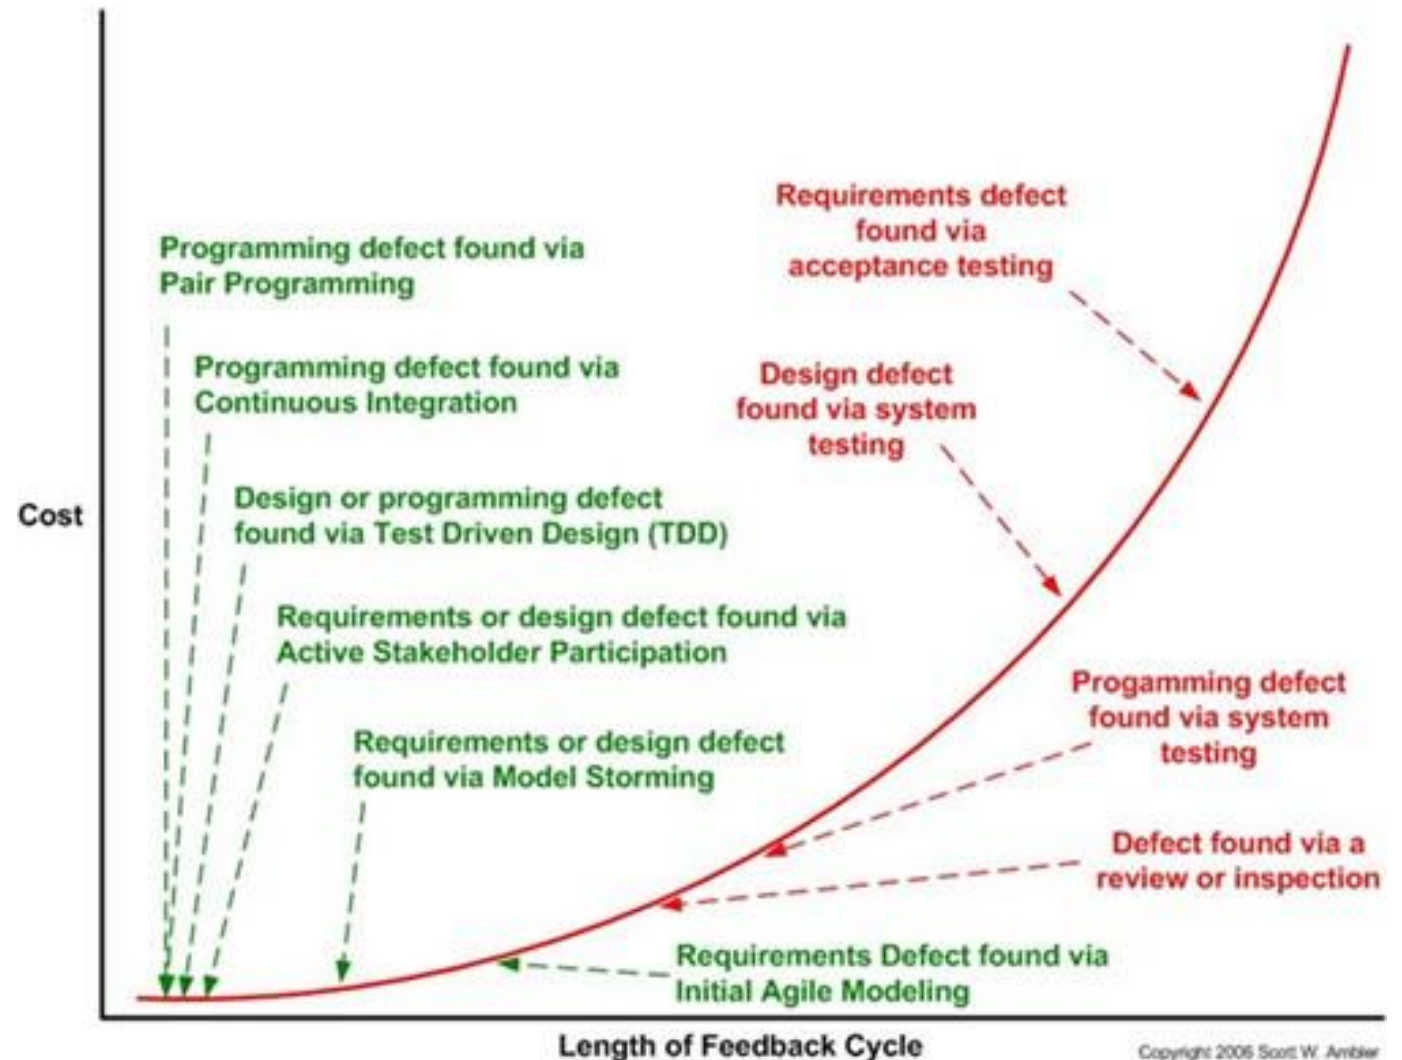 Requirements defect
found via
acceptance testing
Programming defect found via
Pair Programming
Programming defect found via
Continuous Integration
Design defect
found via system
testing
Design or programming defect
found via Test Driven Design (TDD)
Cost
Requirements or design defect found via
Active Stakeholder Participation
Progamming defect
found via system
testing
Requirements or design defect
found via Model Storming
Defect found via a
review or inspection
Requirements Defect found via
Initial Agile Modeling
Length of Feedback Cycle
Copyright 2006 Scott W. Ambler